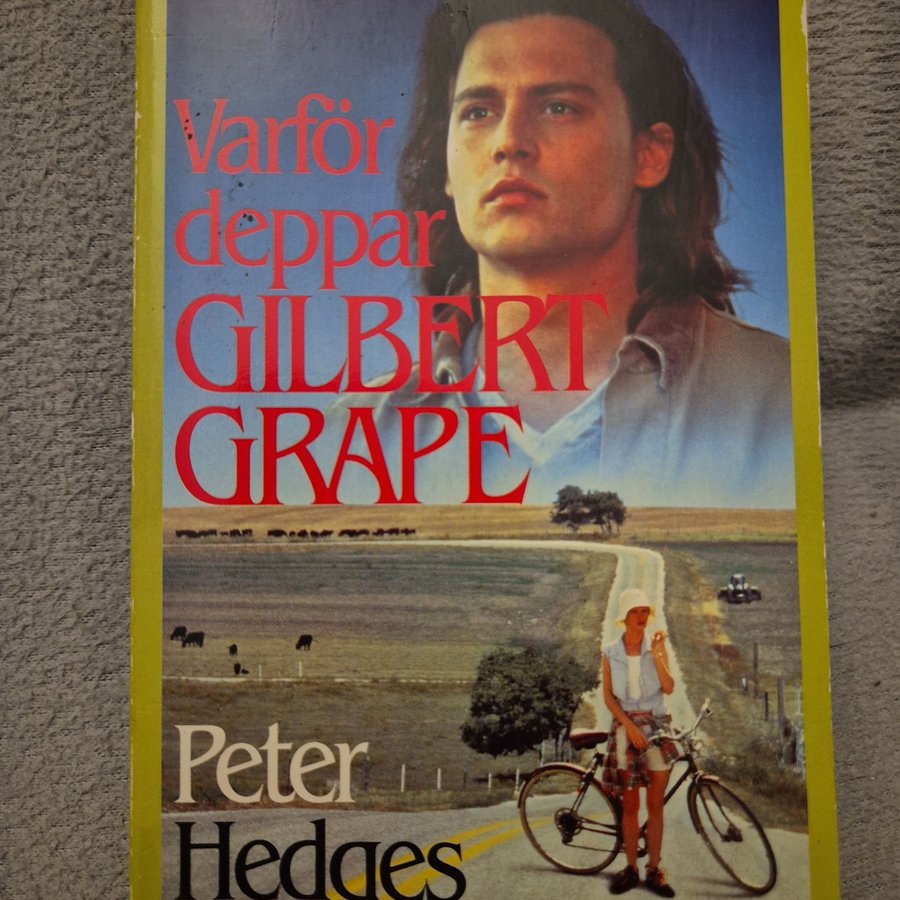 Varför
deppar
GILBERT
GRAPE
Peter
Hedges